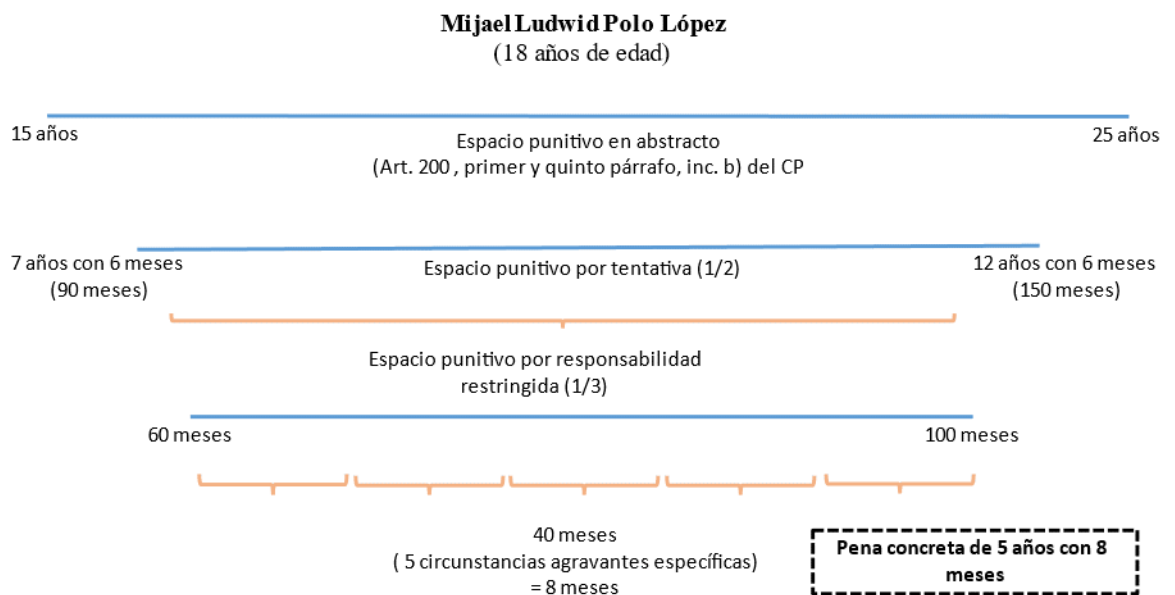 Mijael Ludwid Polo López
(18 años de edad)
15 años
25 años
Espacio punitivo en abstracto
(Art. 200 , primer y quinto párrafo, inc. b) del CP
7 años con 6 meses
(90 meses)
Espacio punitivo por tentativa (1/2)
12 años con 6 meses
(150 meses)
Espacio punitivo por responsabilidad
restringida (1/3)
60 meses
100 meses
40 meses
( 5 circunstancias agravantes específicas)
= 8 meses
Pena concreta de 5 años con 8
meses